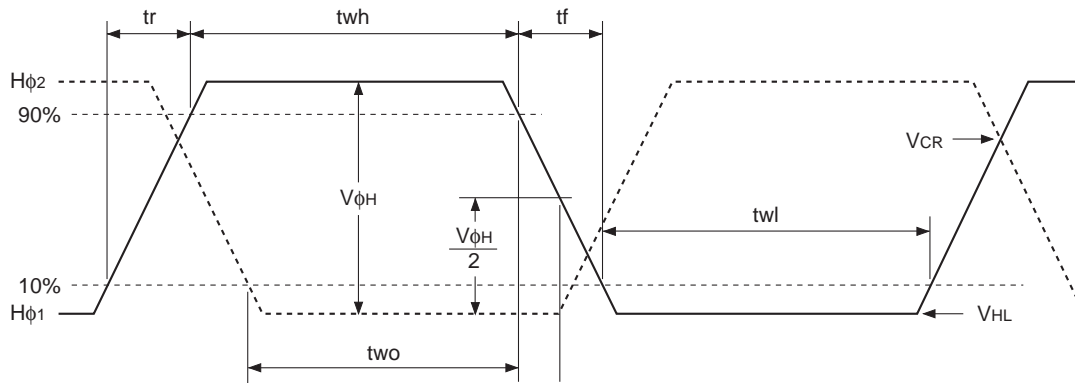 tr
twh
tf
Hϕ2
90%
VCR
VϕH
twl
VϕH
2
10%
Hϕ1
VHL
two